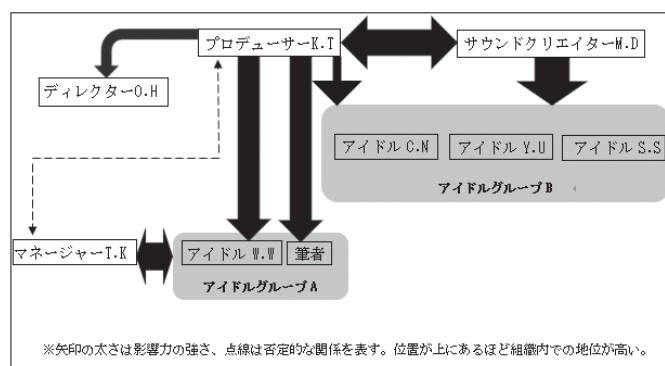 プロデューサーK.T
サウンドクリエイターM.D
ディレクターO.H
アイドル C.N
アイドル Y.U
アイドル S.S
アイドルグループB
マネージャーT.K
アイドル W.W
筆者
アイドルグループA
※矢印の太さは影響力の強さ、点線は否定的な関係を表す。位置が上にあるほど組織内での地位が高い。